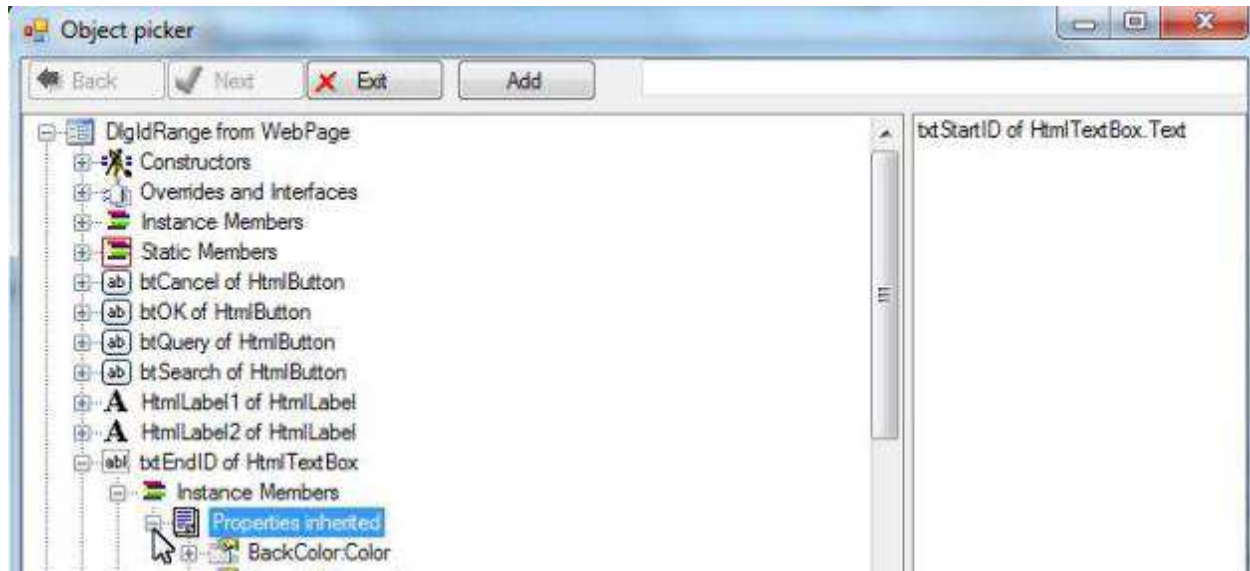 Object picker
Back Next Exit Add
DlgIdRange from WebPage
txtStartID of HtmlTextBox.Text
Constructors
Overrides and Interfaces
Instance Members
Static Members
btCancel of HtmlButton
btOK of HtmlButton
btQuery of HtmlButton
btSearch of HtmlButton
HtmlLabel1 of HtmlLabel
HtmlLabel2 of HtmlLabel
txtEndID of HtmlTextBox
Instance Members
Properties inherited
BackColor:Color